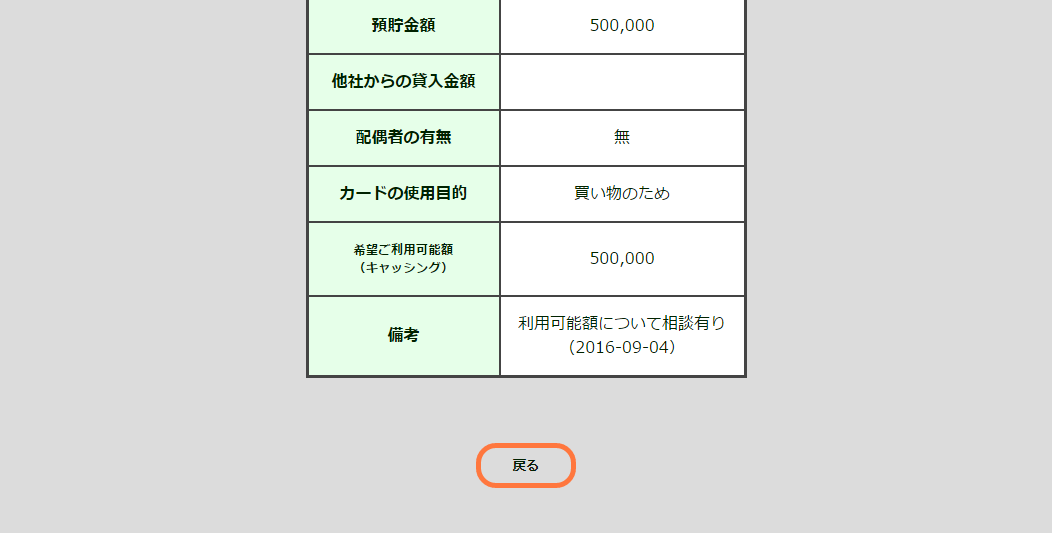 預貯金額 500,000
他社からの貸入金額
配偶者の有無 無
カードの使用目的 買い物のため
希望ご利用可能額
（キャッシング） 500,000
備考 利用可能額について相談有り
（2016-09-04）
戻る